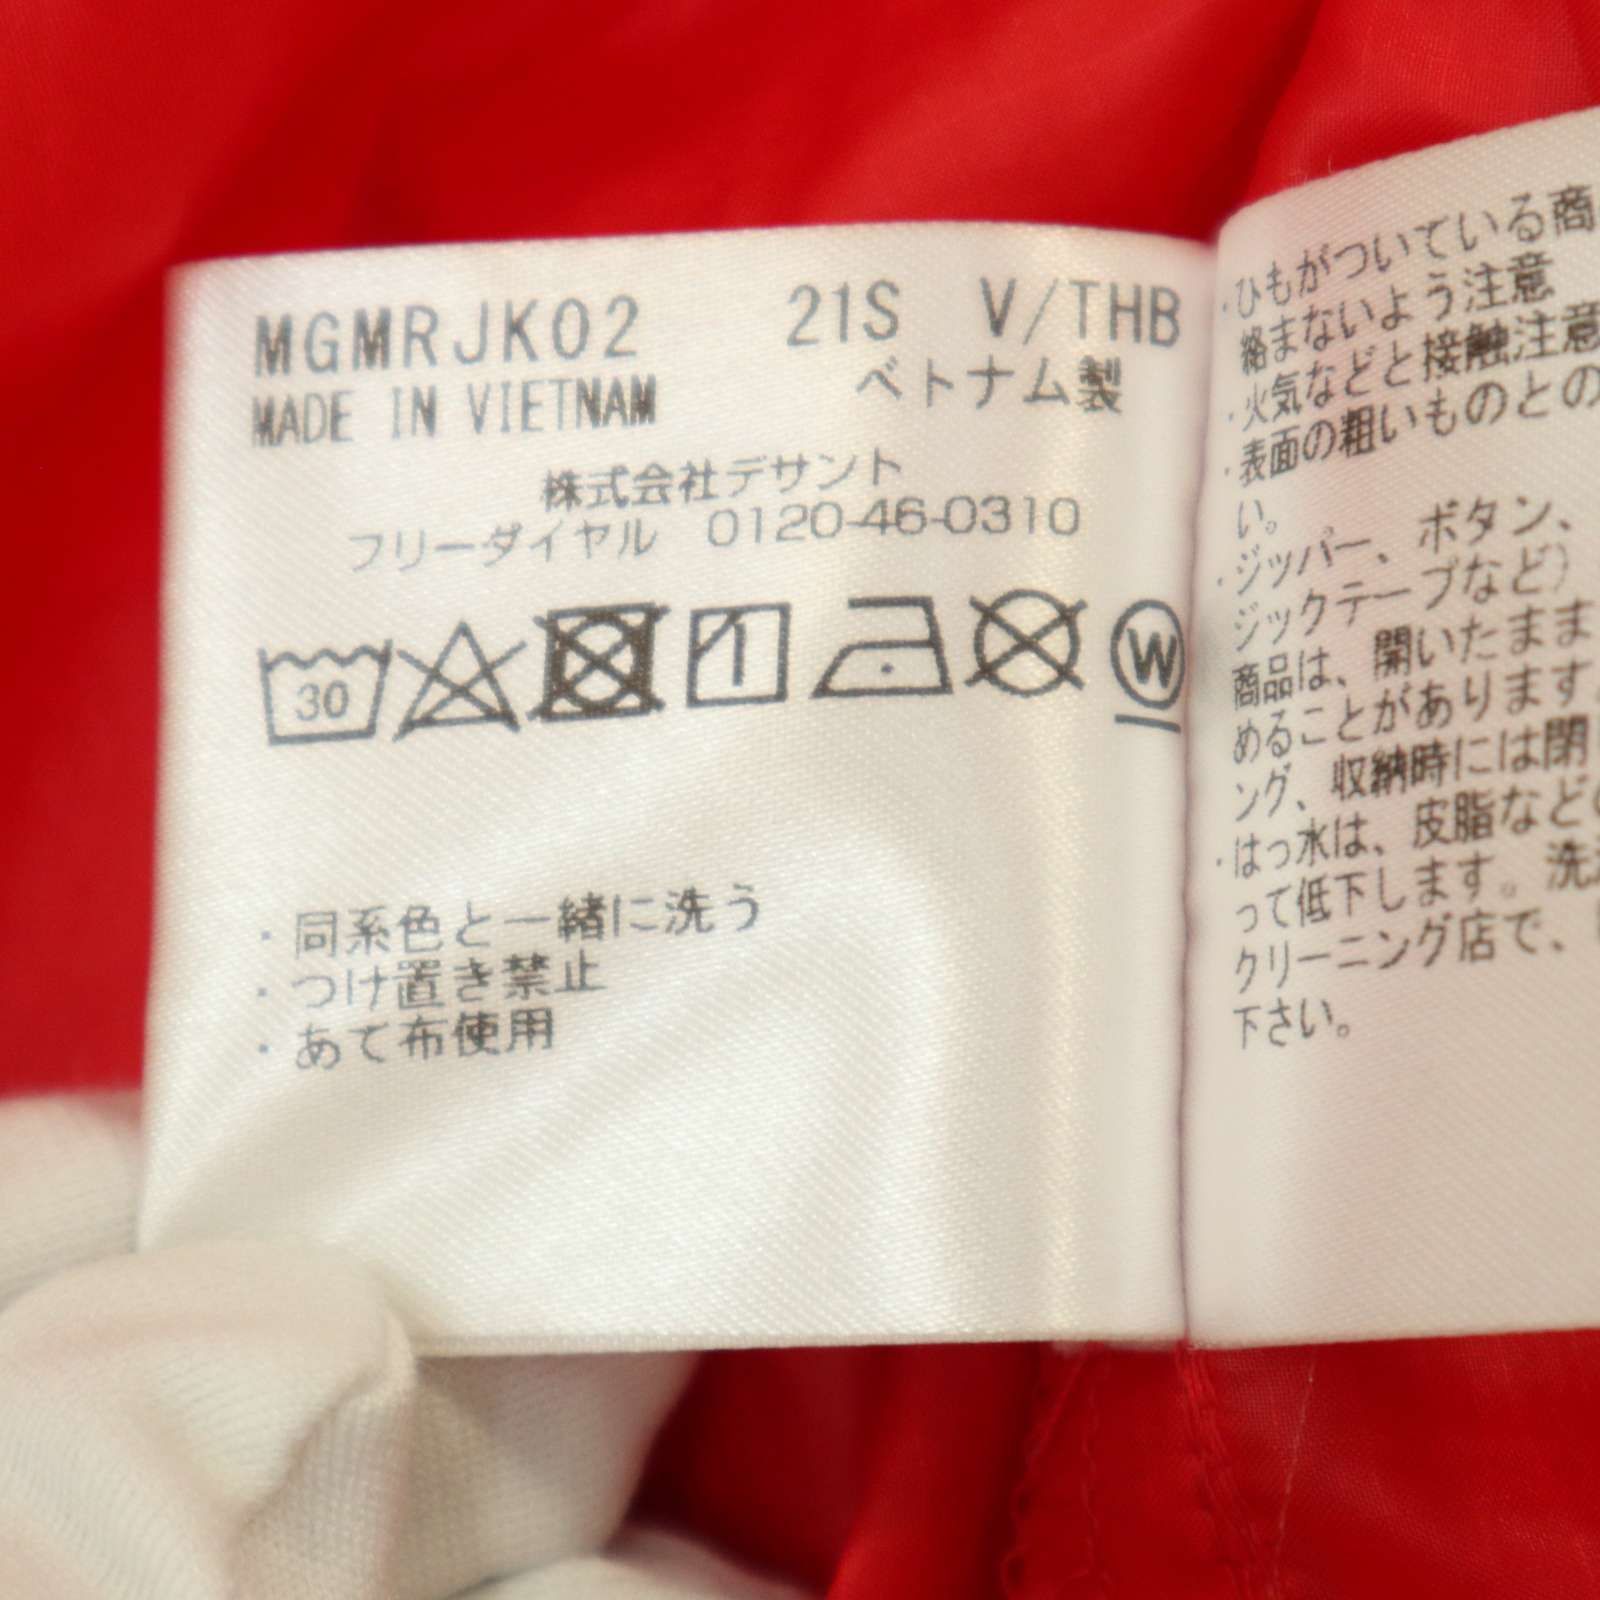 MGMRJK02 21S V/THB
MADE IN VIETNAM ベトナム製
株式会社デサント
フリーダイヤル 0120-46-0310
30
W
・同系色と一緒に洗う
・つけ置き禁止
・あて布使用
・ひもがついている商
絡まないよう注意
・火気などと接触注意
・表面の粗いものとの
い。
・ジッパー、ボタン、
ジックテープなど）
商品は、開いたまま
めることがあります。
ング、収納時には閉
・はっ水は、皮脂など
って低下します。洗
クリーニング店で、
下さい。